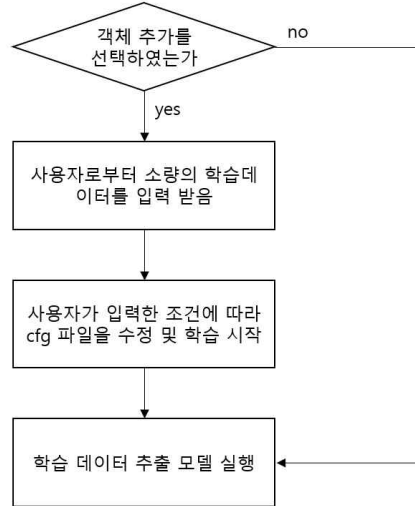 객체 추가를
선택하였는가
no
yes
사용자로부터 소량의 학습데
이터를 입력 받음
사용자가 입력한 조건에 따라
cfg 파일을 수정 및 학습 시작
학습 데이터 추출 모델 실행